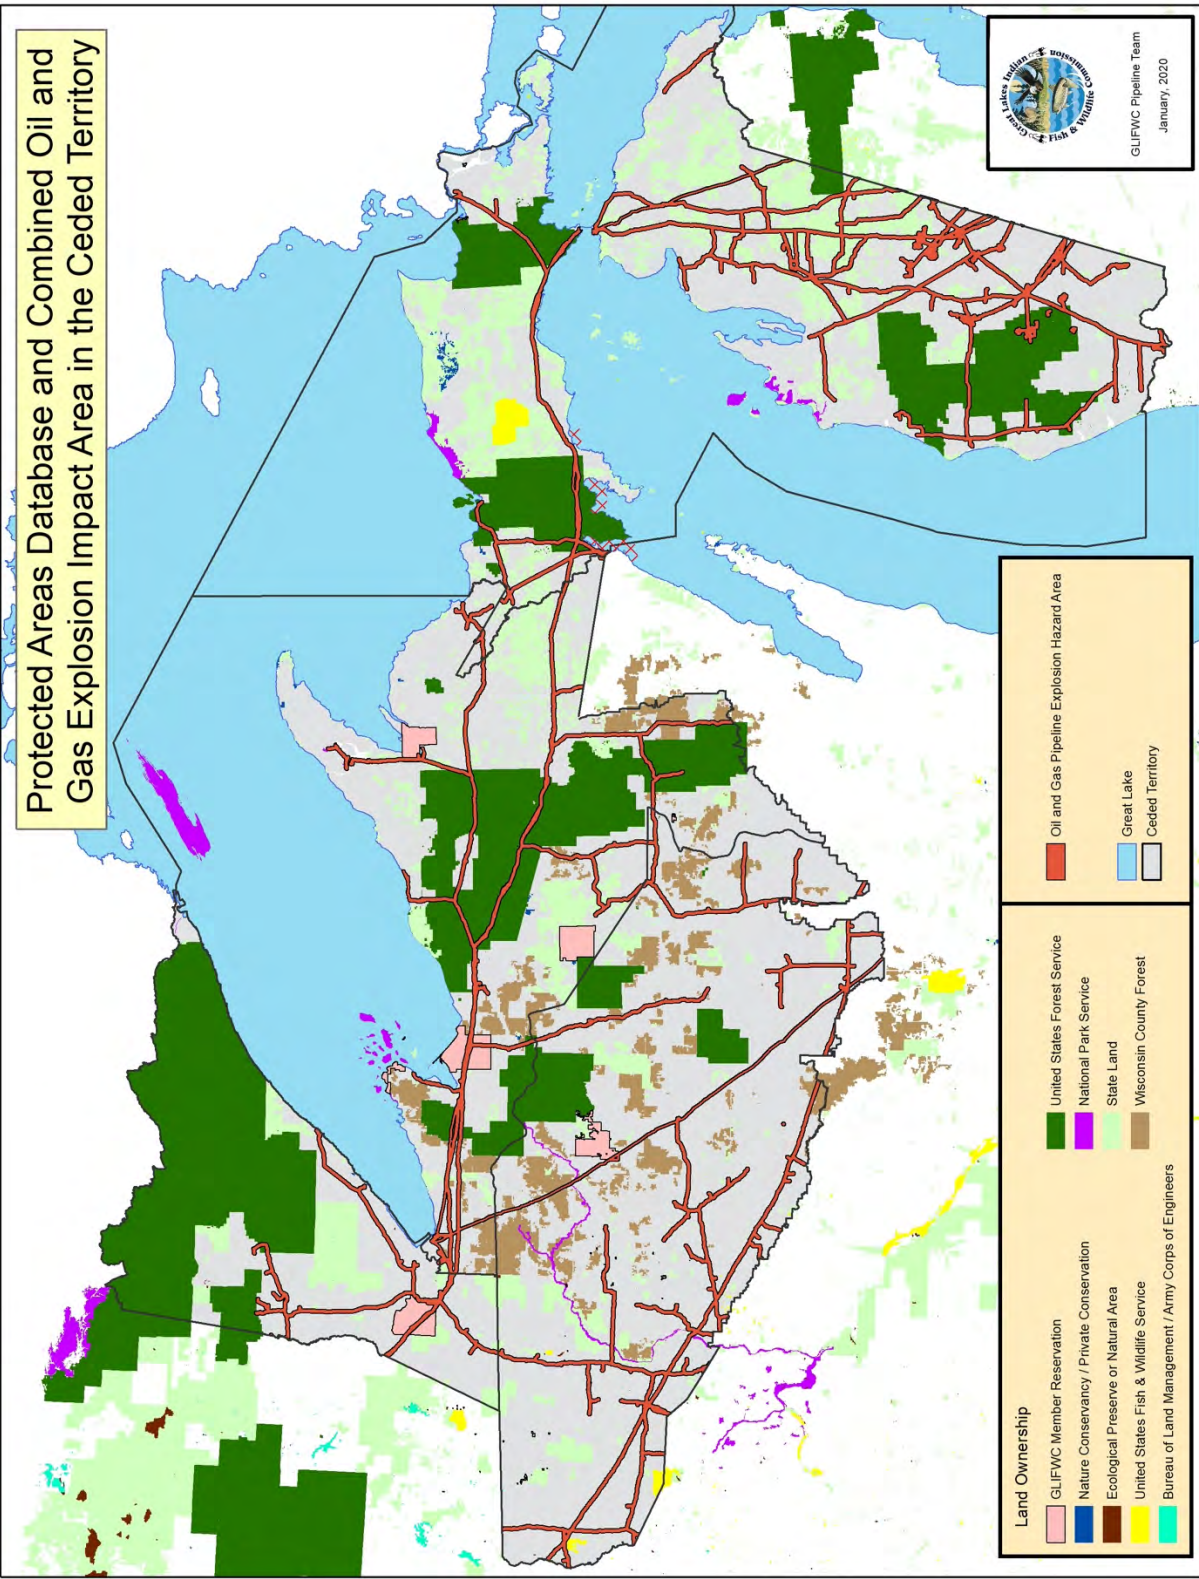 Protected Areas Database and Combined Oil and
Gas Explosion Impact Area in the Ceded Territory
Great Lakes Indian
Fish & Wildlife Commission
GLIFWC Pipeline Team
January, 2020
Land Ownership
GLIFWC Member Reservation
Nature Conservancy / Private Conservation
Ecological Preserve or Natural Area
United States Fish & Wildlife Service
Bureau of Land Management / Army Corps of Engineers
United States Forest Service
National Park Service
State Land
Wisconsin County Forest
Oil and Gas Pipeline Explosion Hazard Area
Great Lake
Ceded Territory